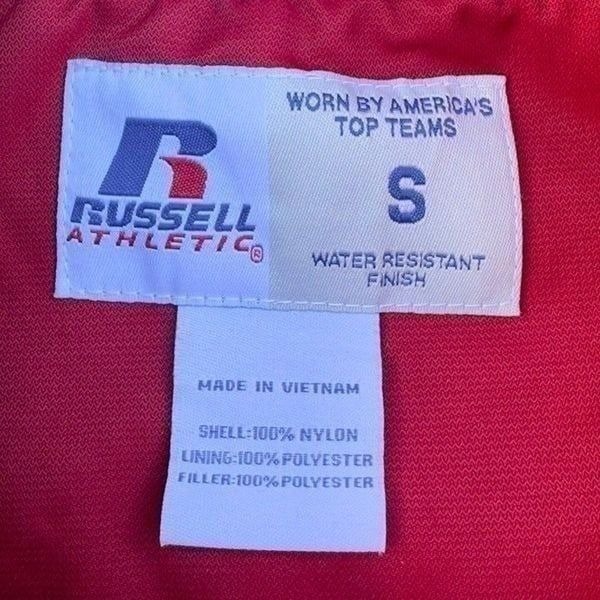 R
RUSSELL
ATHLETIC®
WORN BY AMERICA'S
TOP TEAMS
S
WATER RESISTANT
FINISH
MADE IN VIETNAM
SHELL:100% NYLON
LINING:100% POLYESTER
FILLER:100% POLYESTER